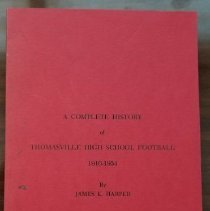 A COMPLETE HISTORY
of
THOMASVILLE HIGH SCHOOL FOOTBALL
By
JAMES E. HARPER